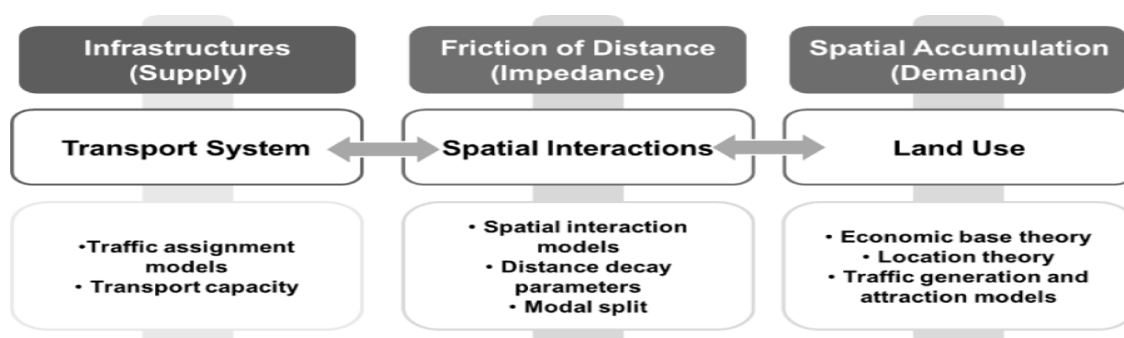 Infrastructures
(Supply)
Friction of Distance
(Impedance)
Spatial Accumulation
(Demand)
Transport System
Spatial Interactions
Land Use
•Traffic assignment
models
• Transport capacity
• Spatial interaction
models
• Distance decay
parameters
• Modal split
• Economic base theory
• Location theory
• Traffic generation and
attraction models